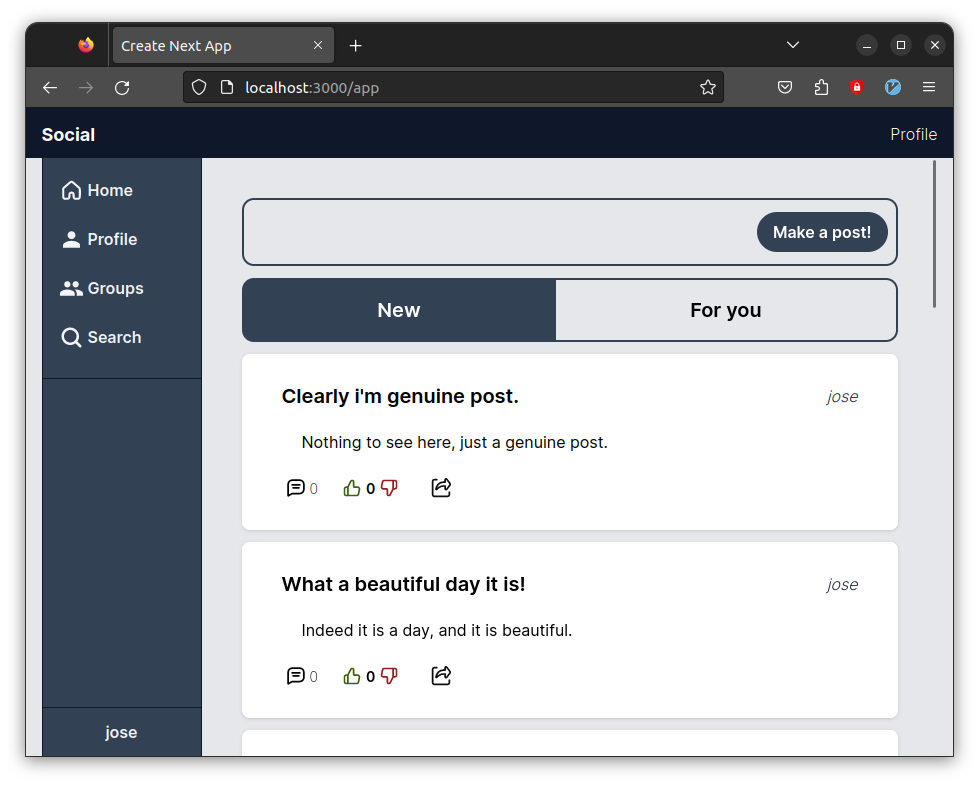 Create Next App
localhost:3000/app
Social
Profile
Home
Profile
Groups
Search
jose
Make a post!
New
For you
Clearly i'm genuine post.
jose
Nothing to see here, just a genuine post.
0
0
What a beautiful day it is!
jose
Indeed it is a day, and it is beautiful.
0
0